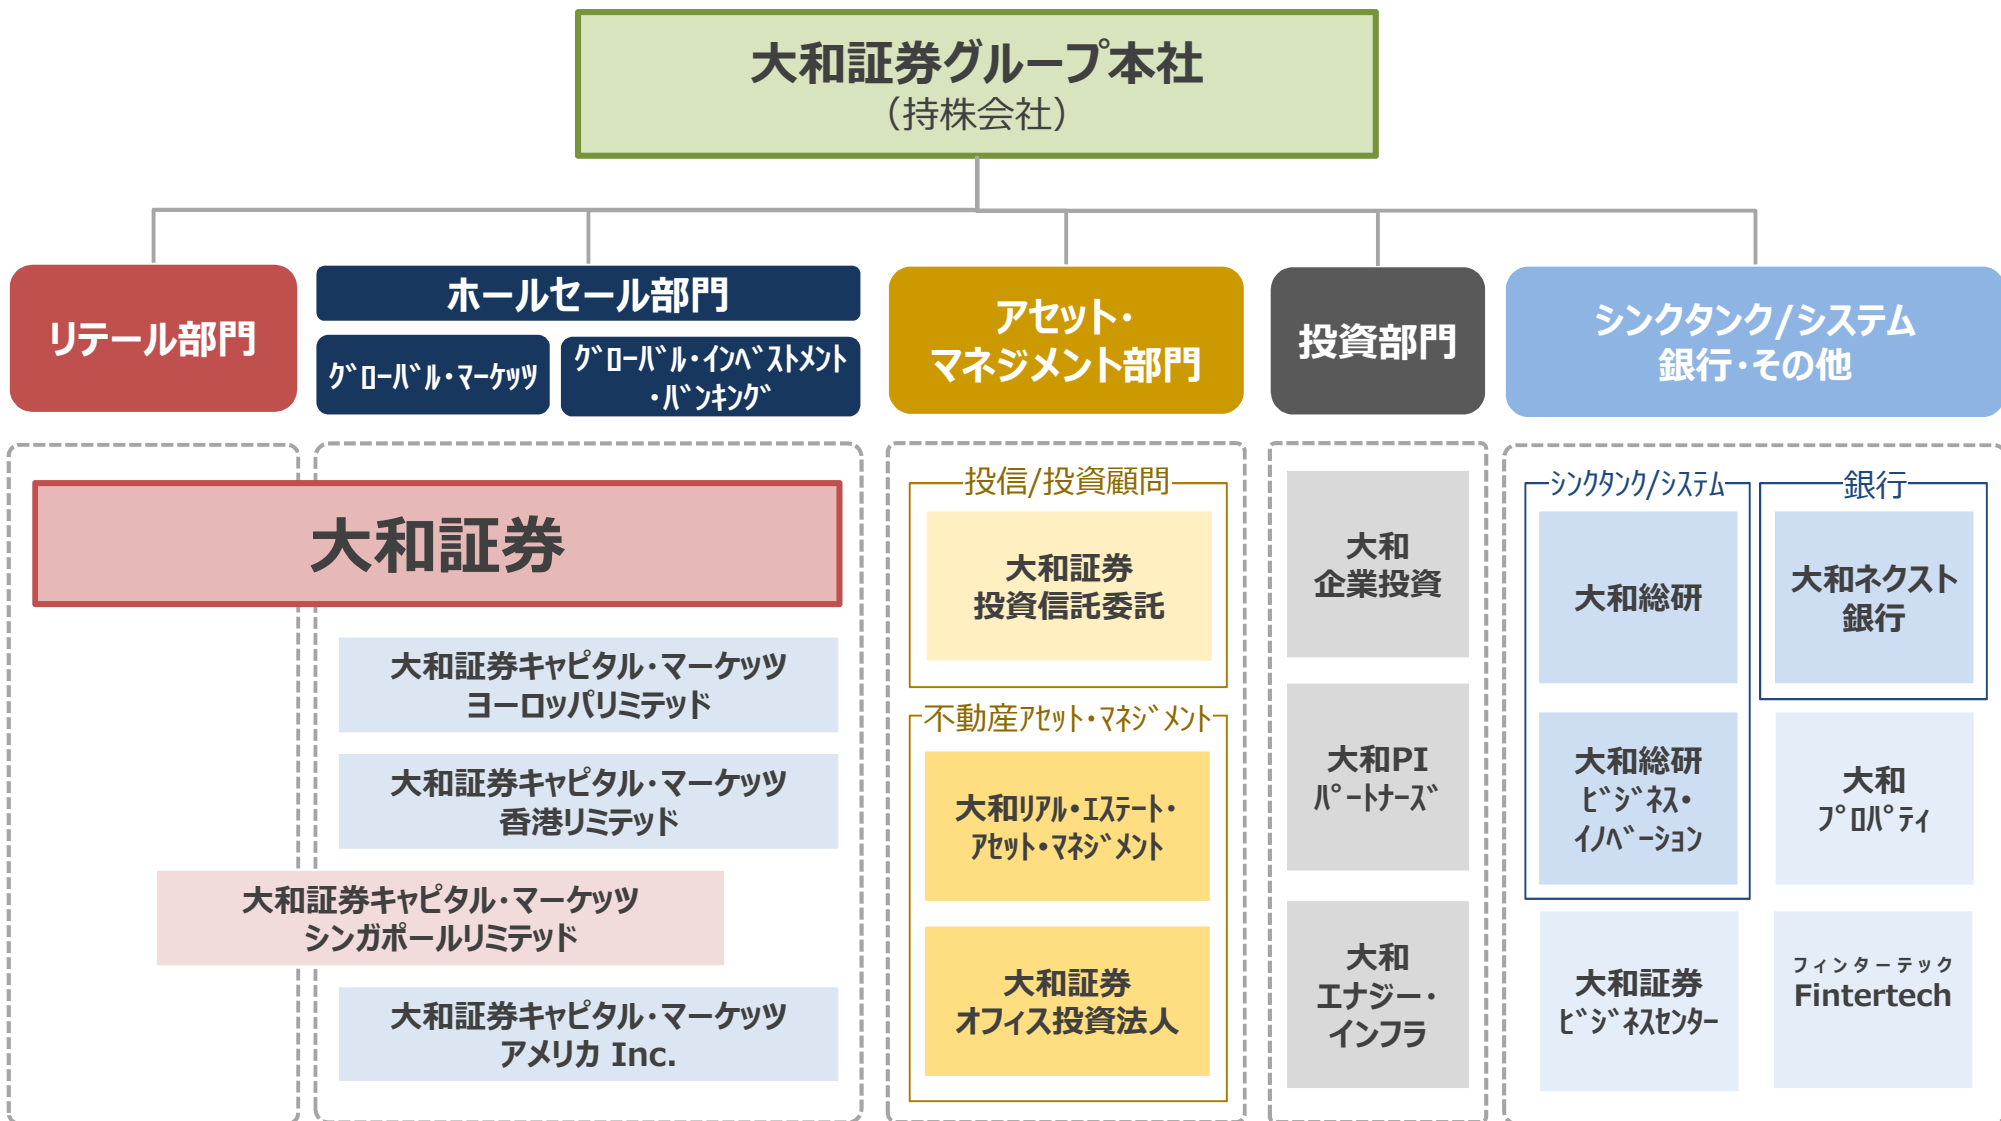 大和証券グループ本社
（持株会社）
リテール部門
ホールセール部門
ｸﾞﾛｰﾊﾞﾙ・ﾏｰｹｯﾂ
ｸﾞﾛｰﾊﾞﾙ・ｲﾝﾍﾞｽﾄﾒﾝﾄ
・ﾊﾞﾝｷﾝｸﾞ
アセット・
マネジメント部門
投資部門
シンクタンク/システム
銀行・その他
大和証券
大和証券キャピタル・マーケッツ
ヨーロッパリミテッド
大和証券キャピタル・マーケッツ
香港リミテッド
大和証券キャピタル・マーケッツ
シンガポールリミテッド
大和証券キャピタル・マーケッツ
アメリカ Inc.
投信/投資顧問
大和証券
投資信託委託
不動産ｱｾｯﾄ・ﾏﾈｼﾞﾒﾝﾄ
大和ﾘｱﾙ・ｴｽﾃｰﾄ・
ｱｾｯﾄ・ﾏﾈｼﾞﾒﾝﾄ
大和証券
オフィス投資法人
大和
企業投資
大和PI
ﾊﾟｰﾄﾅｰｽﾞ
大和
エナジー・
インフラ
ｼﾝｸﾀﾝｸ/ｼｽﾃﾑ
大和総研
大和総研
ﾋﾞｼﾞﾈｽ・
ｲﾉﾍﾞｰｼｮﾝ
大和証券
ﾋﾞｼﾞﾈｽｾﾝﾀｰ
銀行
大和ネクスト
銀行
大和
ﾌﾟﾛﾊﾟﾃｨ
フィンターテック
Fintertech